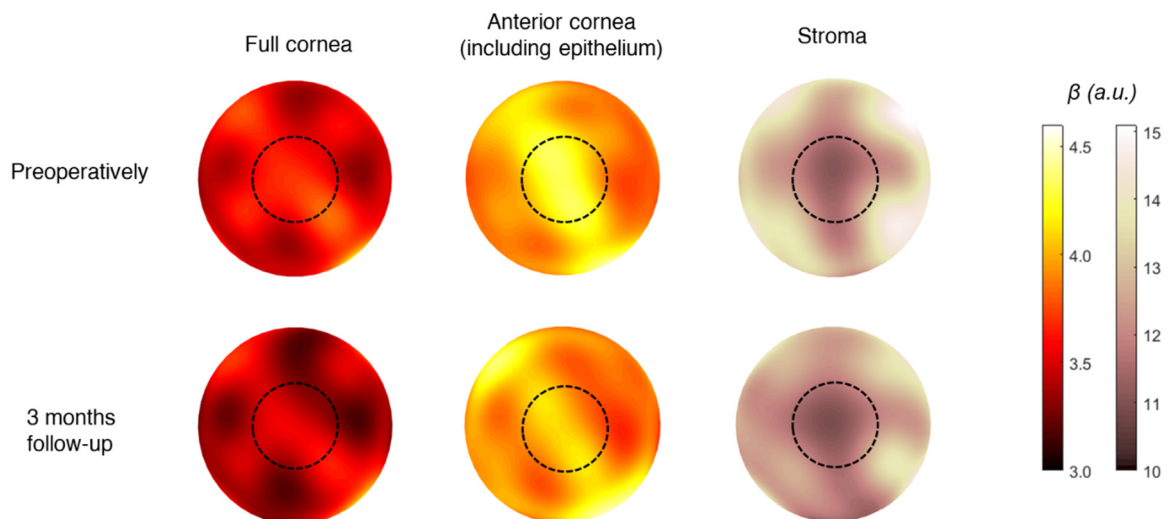 Full cornea
Anterior cornea
(including epithelium)
Stroma
β (a.u.)
Preoperatively
3 months
follow-up
4.5
4.0
3.5
3.0
15
14
13
12
11
10